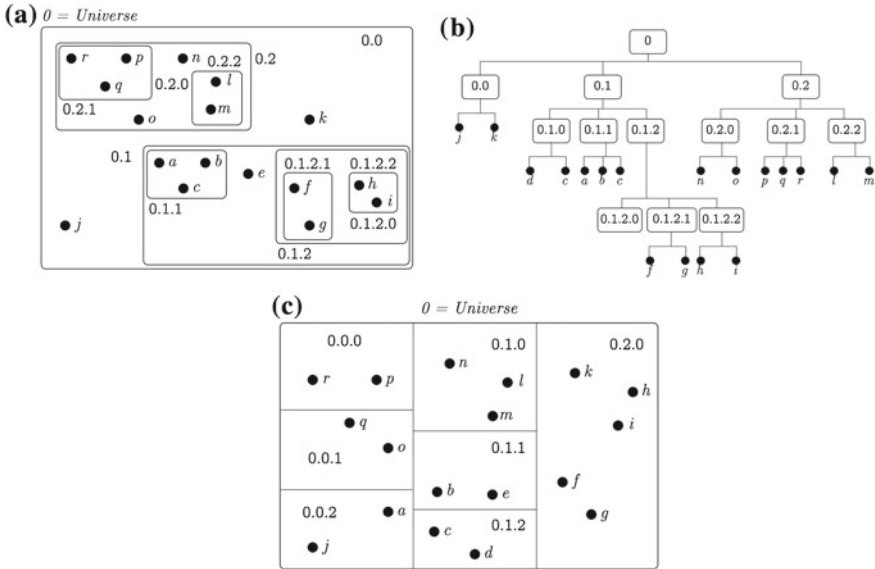 (a) 0 = Universe
0.0
r p n 0.2.2 0.2
q 0.2.0 l
m
0.2.1
o k
0.1
a b e 0.1.2.1 0.1.2.2
c f h
i
0.1.1
j g 0.1.2.0
0.1.2
(b)
0
0.0 0.1 0.2
j k
0.1.0 0.1.1 0.1.2 0.2.0 0.2.1 0.2.2
d c a b c n o p q r l m
0.1.2.0 0.1.2.1 0.1.2.2
f g h i
(c) 0 = Universe
0.0.0 0.1.0 0.2.0
r p n l k h
m i
q
o
0.0.1 0.1.1
b e f
g
0.0.2 a 0.1.2
j c d